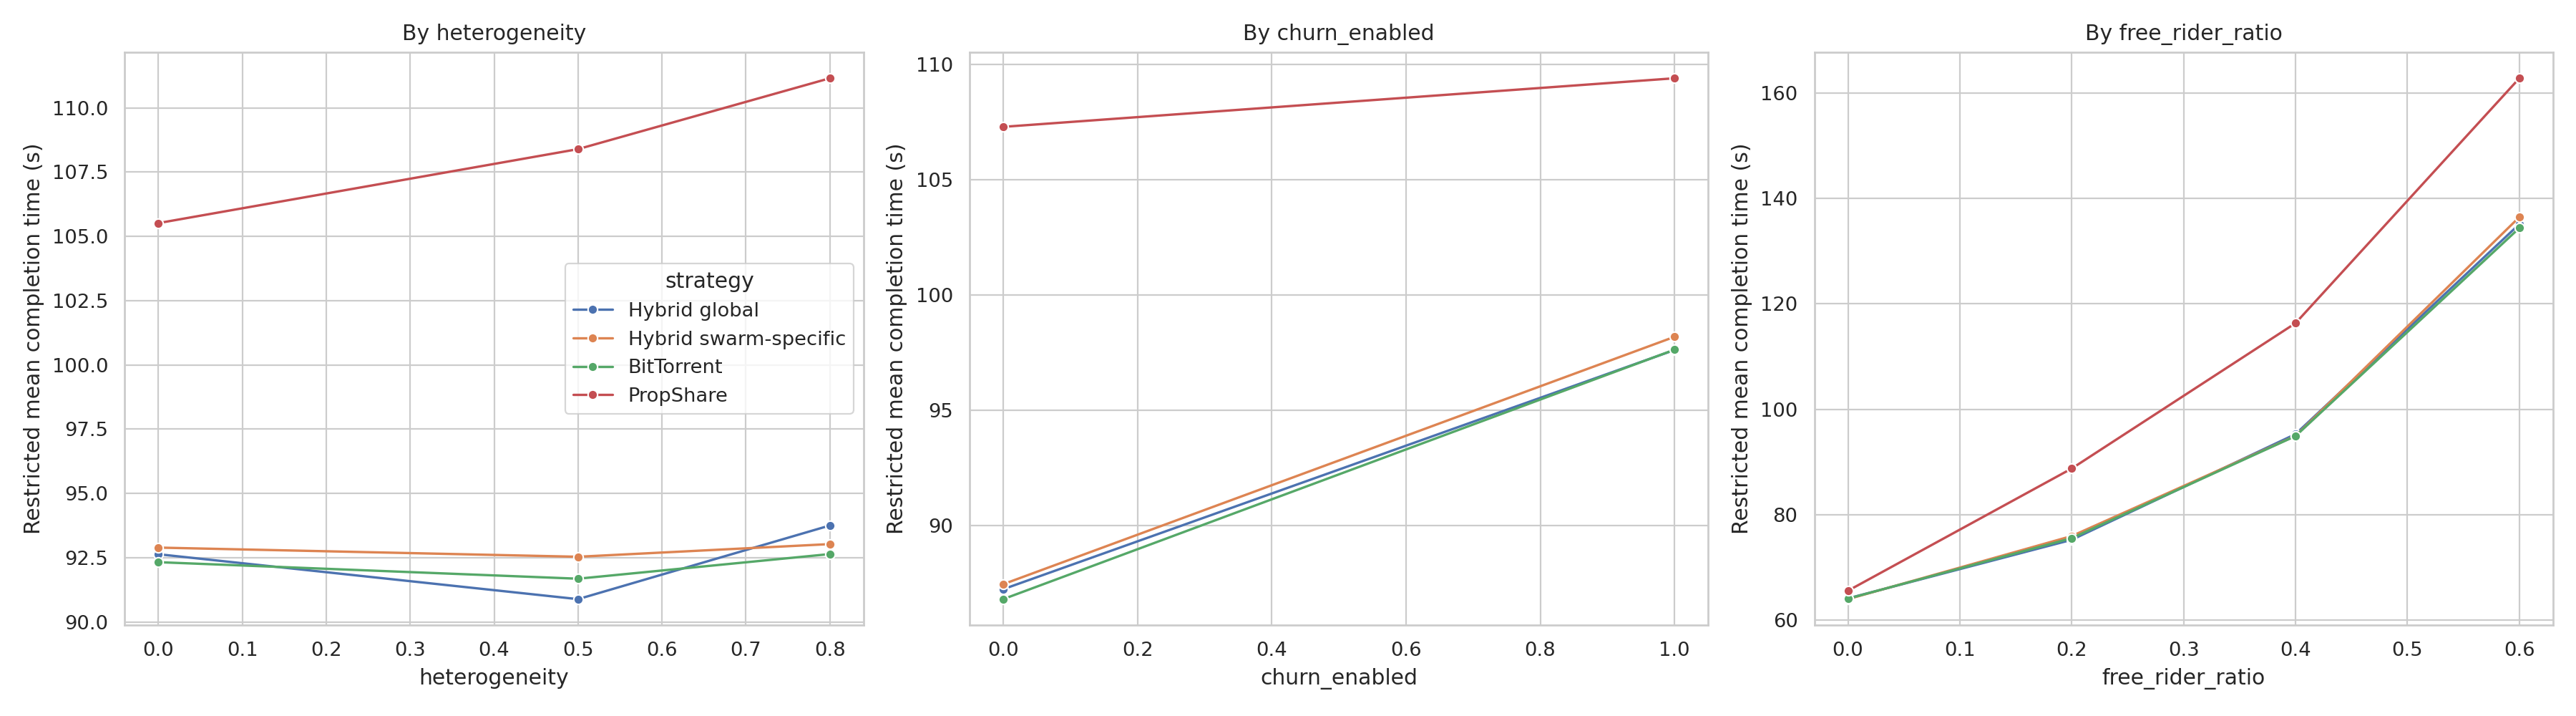 By heterogeneity
Restricted mean completion time (s)
110.0
107.5
105.0
102.5
100.0
97.5
95.0
92.5
90.0
strategy
Hybrid global
Hybrid swarm-specific
BitTorrent
PropShare
0.0 0.1 0.2 0.3 0.4 0.5 0.6 0.7 0.8
heterogeneity
By churn_enabled
Restricted mean completion time (s)
110
105
100
95
90
0.0 0.2 0.4 0.6 0.8 1.0
churn_enabled
By free_rider_ratio
Restricted mean completion time (s)
160
140
120
100
80
60
0.0 0.1 0.2 0.3 0.4 0.5 0.6
free_rider_ratio